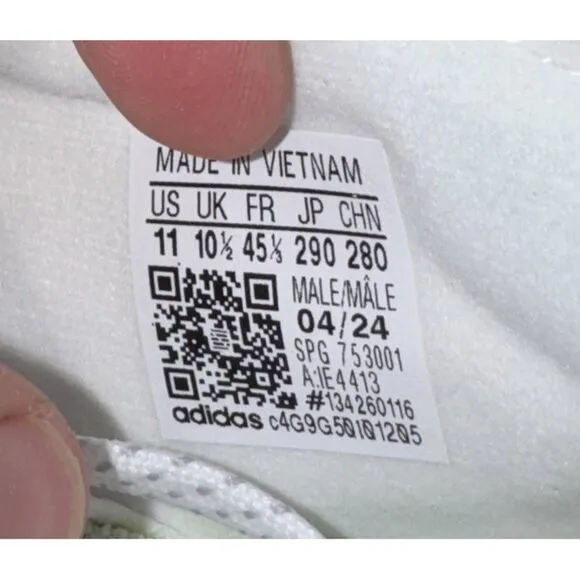 MADE IN VIETNAM
US UK FR JP CHN
11 10½ 45⅓ 290 280
MALE/MÂLE
04/24
SPG 753001
A:IE4413
#134260116
adidas c4G9G50101205